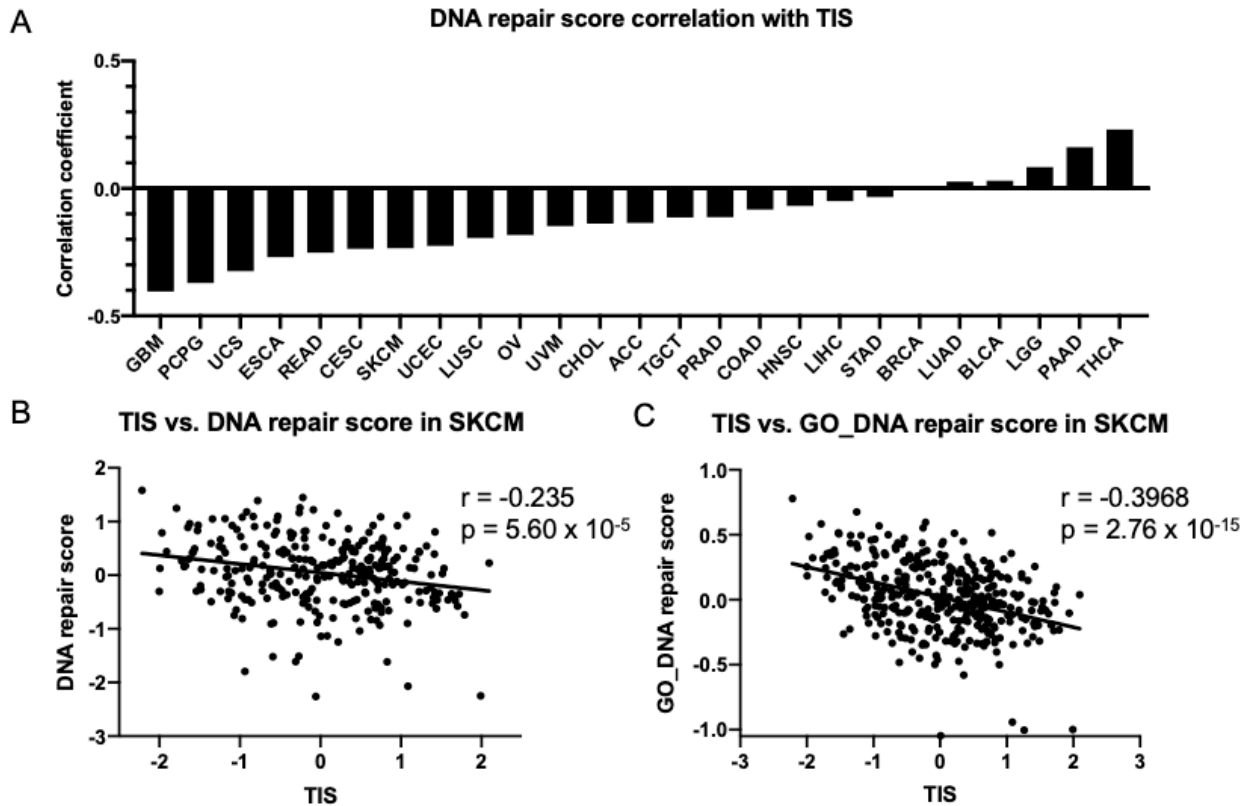 A
DNA repair score correlation with TIS
Correlation coefficient
0.5
0.0
-0.5
GBM
PCPG
UCS
ESCA
READ
CESC
SKCM
UCEC
LUSC
OV
UVM
CHOL
ACC
TGCT
PRAD
COAD
HNSC
LIHC
STAD
BRCA
LUAD
BLCA
LGG
PAAD
THCA
B
TIS vs. DNA repair score in SKCM
r = -0.235
p = 5.60 x 10⁻⁵
DNA repair score
2
1
0
-1
-2
-3
-2
-1
0
1
2
TIS
C
TIS vs. GO_DNA repair score in SKCM
r = -0.3968
p = 2.76 x 10⁻¹⁵
GO_DNA repair score
1.0
0.5
0.0
-0.5
-1.0
-3
-2
-1
0
1
2
3
TIS